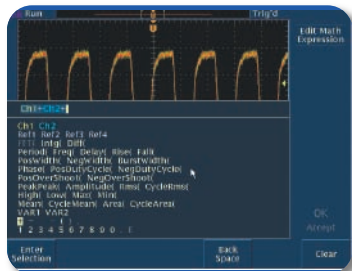 Run
Trig'd
Edit Math
Expression
Ch1+Ch2+
Ch1 Ch2
Ref1 Ref2 Ref3 Ref4
FFT( Intg( Diff(
Period( Freq( Delay( Rise( Fall(
PosWidth( NegWidth( BurstWidth(
Phase( PosDutyCycle( NegDutyCycle(
PosOverShoot( NegOverShoot(
PeakPeak( Amplitude( Rms( CycleRms(
High( Low( Max( Min(
Mean( CycleMean( Area( CycleArea(
VAR1 VAR2
1 2 3 4 5 6 7 8 9 0 . (
OK
Accept
Enter
Selection
Back
Space
Clear